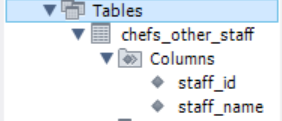 Tables
chefs_other_staff
Columns
staff_id
staff_name